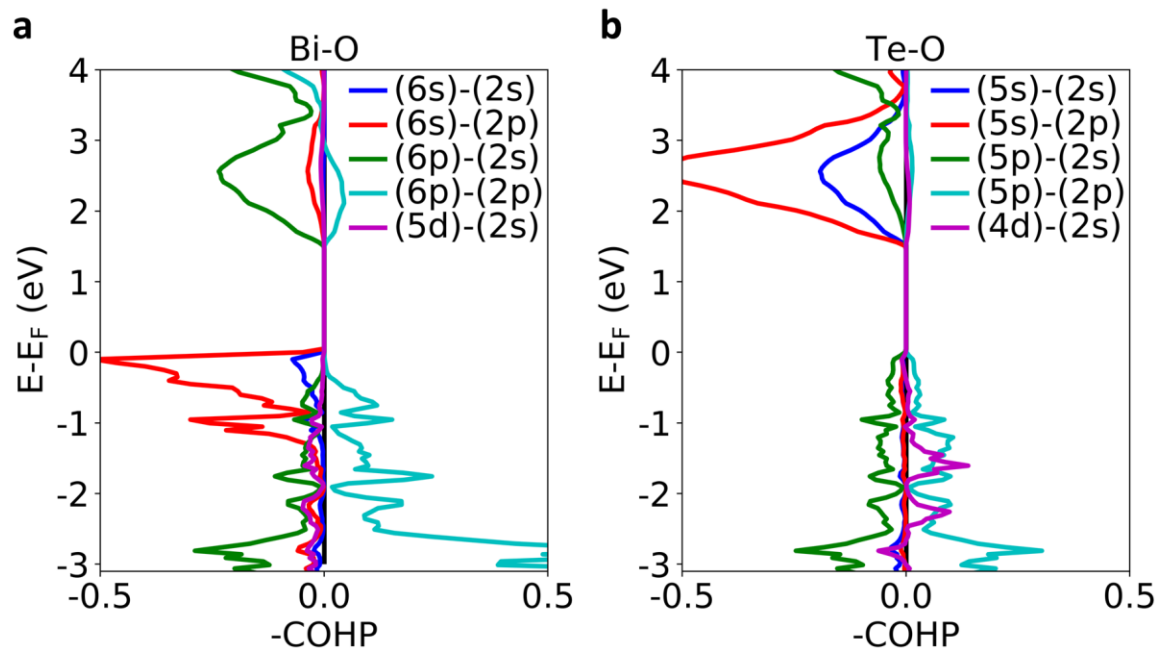 a
Bi-O
4
3
2
1
0
-1
-2
-3
E-E_F (eV)
(6s)-(2s)
(6s)-(2p)
(6p)-(2s)
(6p)-(2p)
(5d)-(2s)
-0.5
0.0
0.5
-COHP
b
Te-O
4
3
2
1
0
-1
-2
-3
E-E_F (eV)
(5s)-(2s)
(5s)-(2p)
(5p)-(2s)
(5p)-(2p)
(4d)-(2s)
-0.5
0.0
0.5
-COHP